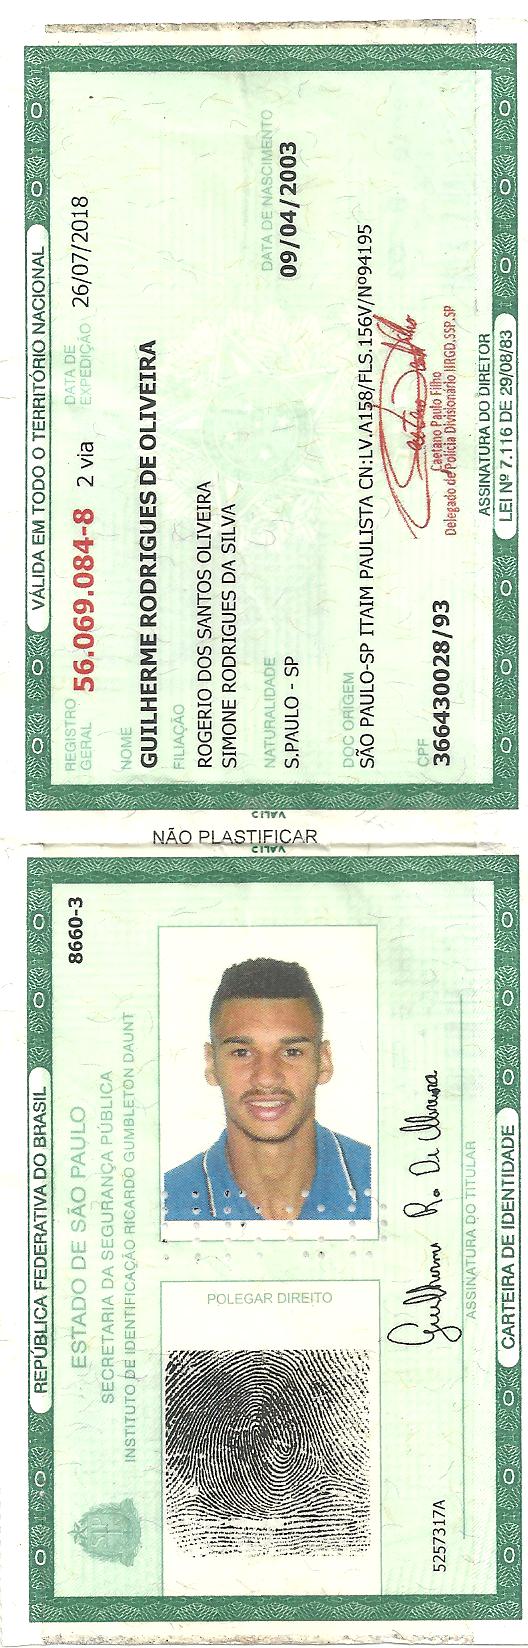 VÁLIDA EM TODO O TERRITÓRIO NACIONAL
REGISTRO GERAL 56.069.084-8 2 via DATA DE EXPEDIÇÃO 26/07/2018
NOME
GUILHERME RODRIGUES DE OLIVEIRA
FILIAÇÃO
ROGERIO DOS SANTOS OLIVEIRA
SIMONE RODRIGUES DA SILVA
NATURALIDADE DATA DE NASCIMENTO
S.PAULO - SP 09/04/2003
DOC ORIGEM
SÃO PAULO-SP ITAIM PAULISTA CN:LV.A158/FLS.156V/Nº94195
CPF
366430028/93
Caetano Paulo Filho
Delegado de Polícia Divisionário IIRGD.SSP.SP
ASSINATURA DO DIRETOR
LEI Nº 7.116 DE 29/08/83
NÃO PLASTIFICAR
REPÚBLICA FEDERATIVA DO BRASIL
8660-3
ESTADO DE SÃO PAULO
SECRETARIA DA SEGURANÇA PÚBLICA
INSTITUTO DE IDENTIFICAÇÃO RICARDO GUMBLETON DAUNT
POLEGAR DIREITO
Guilherme R. De Oliveira
5257317A
ASSINATURA DO TITULAR
CARTEIRA DE IDENTIDADE